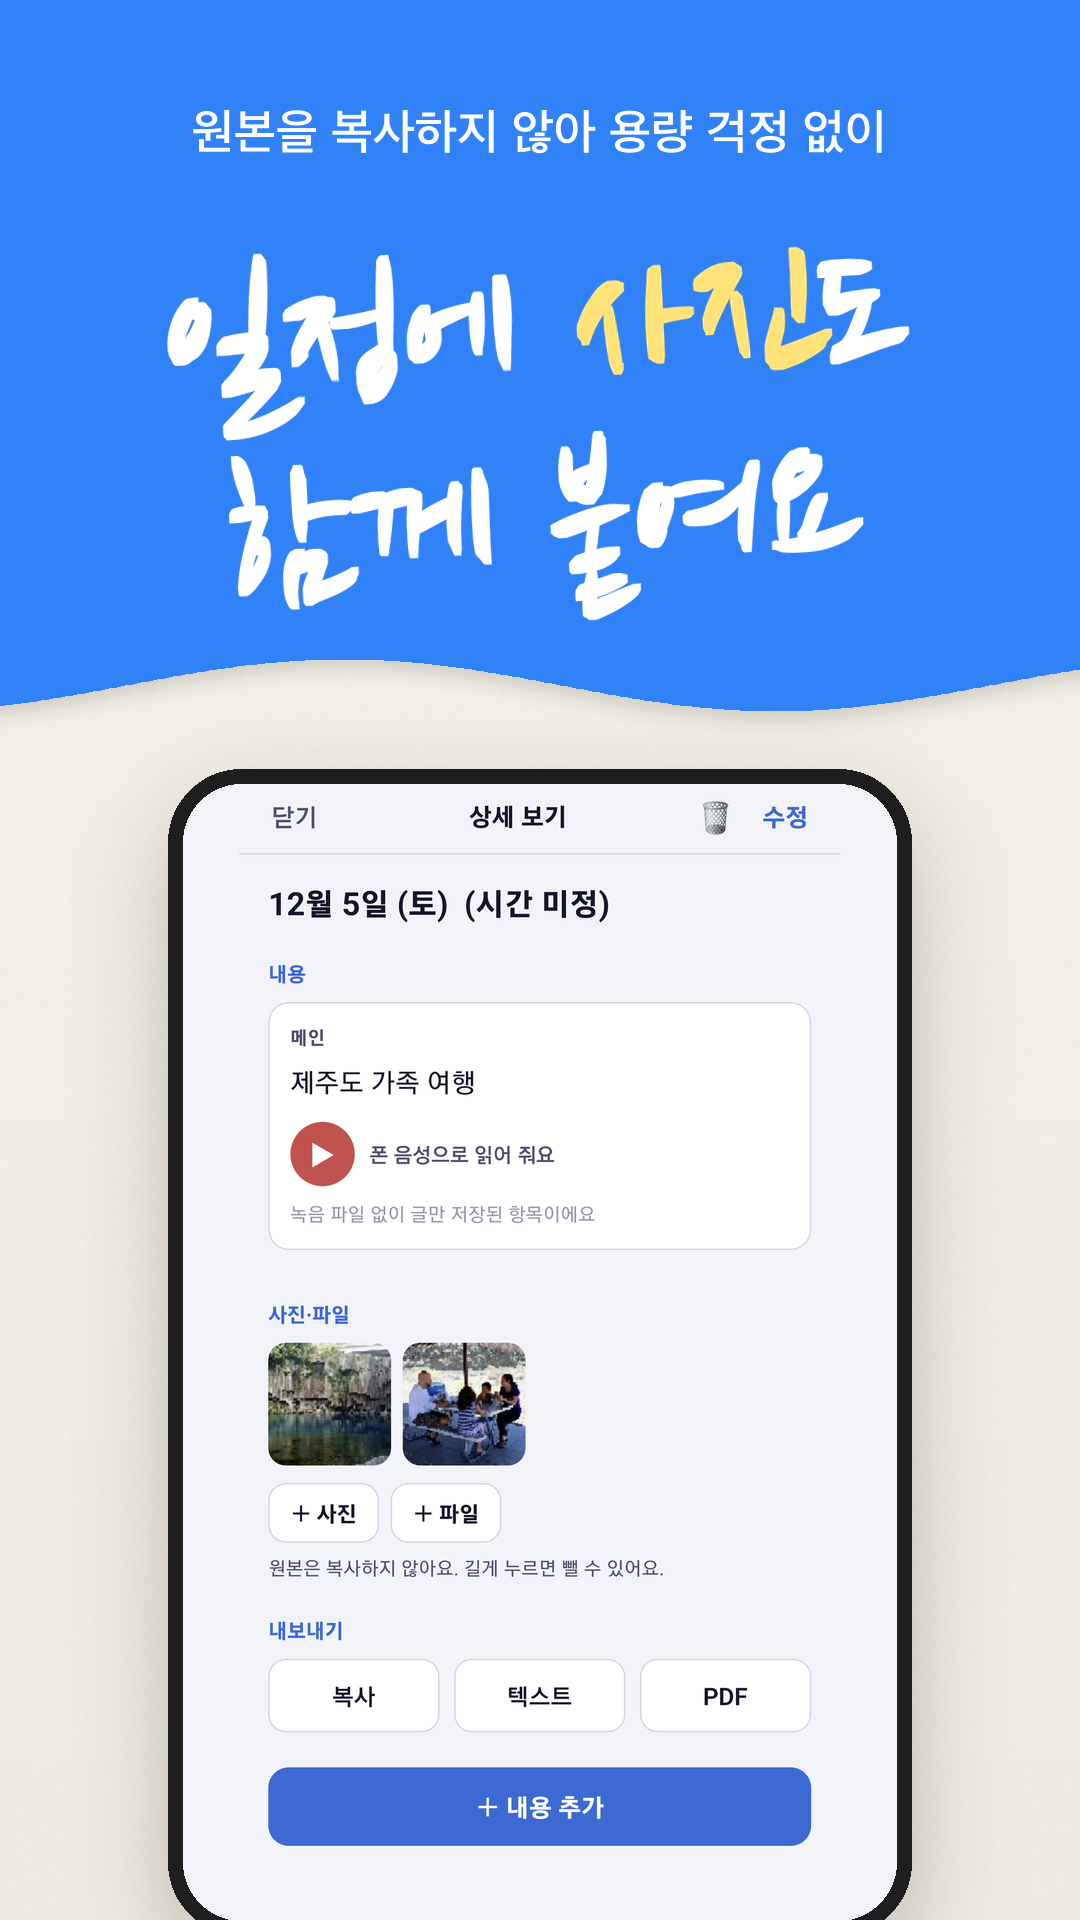 원본을 복사하지 않아 용량 걱정 없이
일정에 사진도
함께 붙여요
닫기 상세 보기 수정
12월 5일 (토) (시간 미정)
내용
메인
제주도 가족 여행
폰 음성으로 읽어 줘요
녹음 파일 없이 글만 저장된 항목이에요
사진·파일
+ 사진 + 파일
원본은 복사하지 않아요. 길게 누르면 뺄 수 있어요.
내보내기
복사 텍스트 PDF
+ 내용 추가